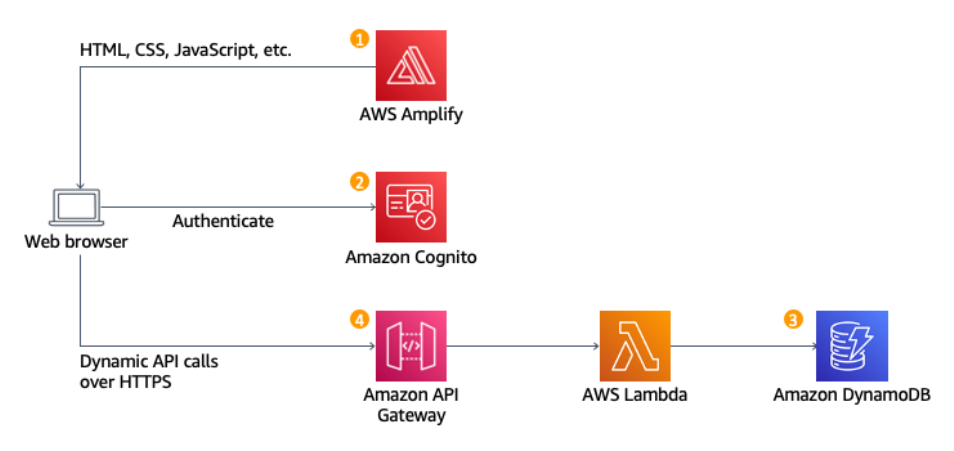 1
HTML, CSS, JavaScript, etc.
AWS Amplify
2
Authenticate
Web browser
Amazon Cognito
4
3
</>
Dynamic API calls
over HTTPS
Amazon API
Gateway
AWS Lambda
Amazon DynamoDB